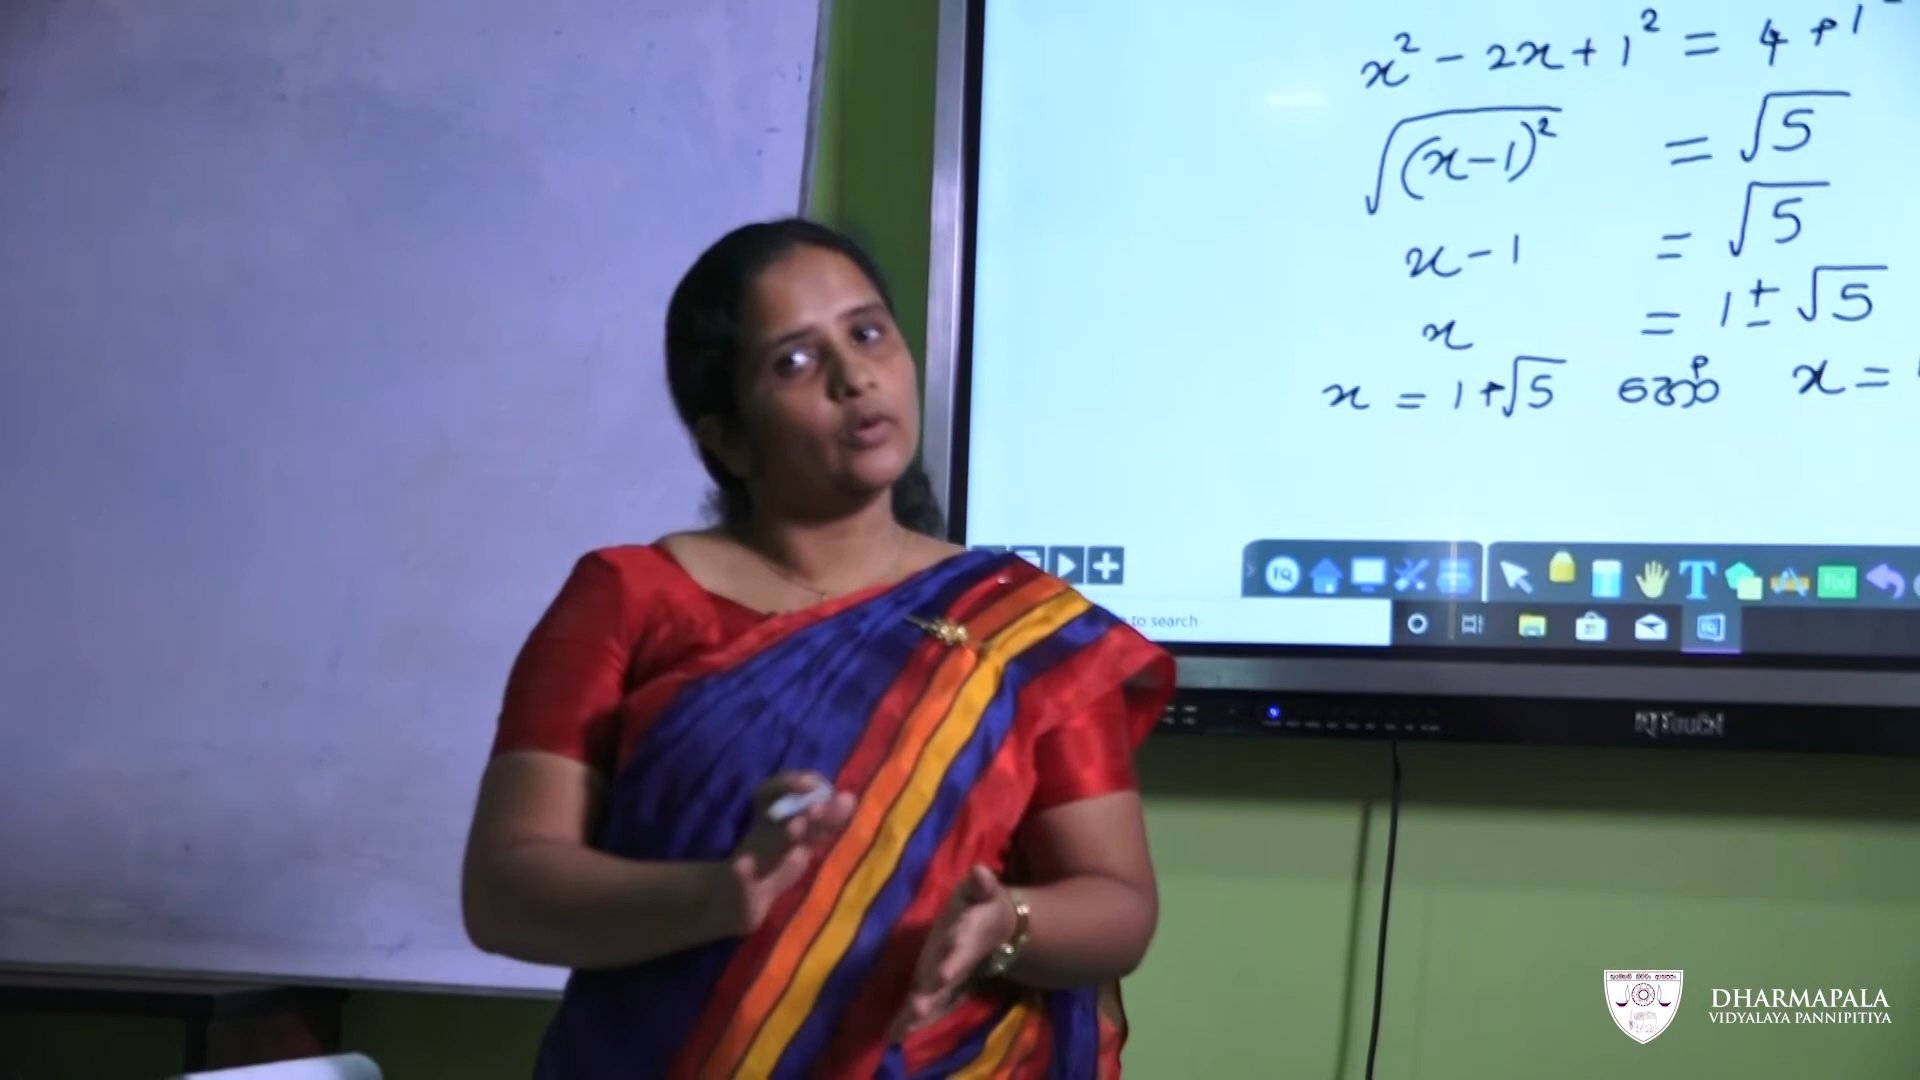 x² - 2x + 1² = 4 + 1
√(x-1)² = √5
x - 1 = √5
x = 1 ± √5
x = 1 + √5 හෝ x =
to search
IQTouch
DHARMAPALA
VIDYALAYA PANNIPITIYA